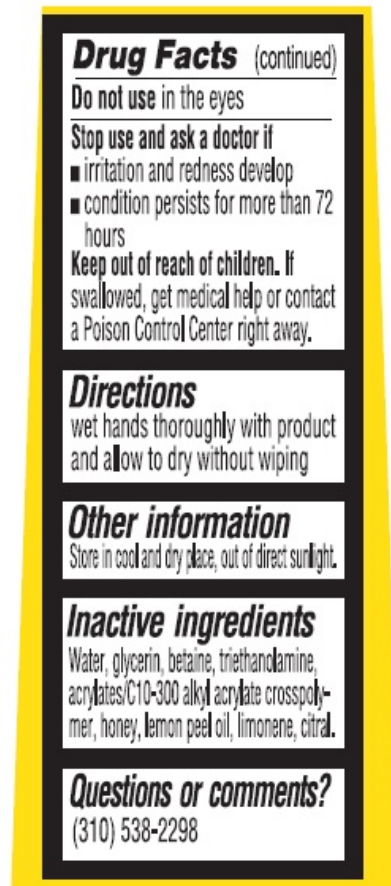 Drug Facts (continued)
Do not use in the eyes
Stop use and ask a doctor if
■ irritation and redness develop
■ condition persists for more than 72
hours
Keep out of reach of children. If
swallowed, get medical help or contact
a Poison Control Center right away.
Directions
wet hands thoroughly with product
and allow to dry without wiping
Other information
Store in cool and dry place, out of direct sunlight.
Inactive ingredients
Water, glycerin, betaine, triethanolamine,
acrylates/C10-300 alkyl acrylate crosspoly-
mer, honey, lemon peel oil, limonene, citral.
Questions or comments?
(310) 538-2298